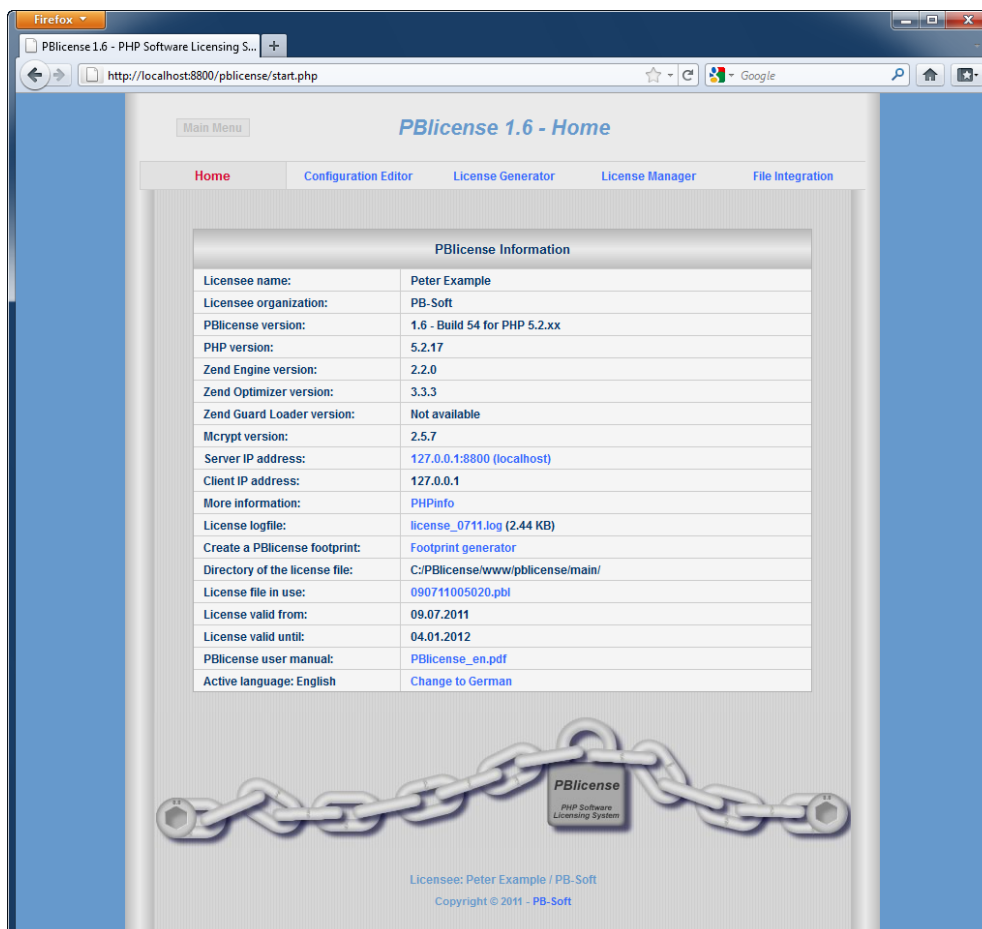 Firefox
PBlicense 1.6 - PHP Software Licensing S...
http://localhost:8800/pblicense/start.php
Google
Main Menu
PBlicense 1.6 - Home
Home
Configuration Editor
License Generator
License Manager
File Integration
PBlicense Information
Licensee name: Peter Example
Licensee organization: PB-Soft
PBlicense version: 1.6 - Build 54 for PHP 5.2.xx
PHP version: 5.2.17
Zend Engine version: 2.2.0
Zend Optimizer version: 3.3.3
Zend Guard Loader version: Not available
Mcrypt version: 2.5.7
Server IP address: 127.0.0.1:8800 (localhost)
Client IP address: 127.0.0.1
More information: PHPinfo
License logfile: license_0711.log (2.44 KB)
Create a PBlicense footprint: Footprint generator
Directory of the license file: C:/PBlicense/www/pblicense/main/
License file in use: 090711005020.pbl
License valid from: 09.07.2011
License valid until: 04.01.2012
PBlicense user manual: PBlicense_en.pdf
Active language: English Change to German
PBlicense
PHP Software
Licensing System
Licensee: Peter Example / PB-Soft
Copyright © 2011 - PB-Soft